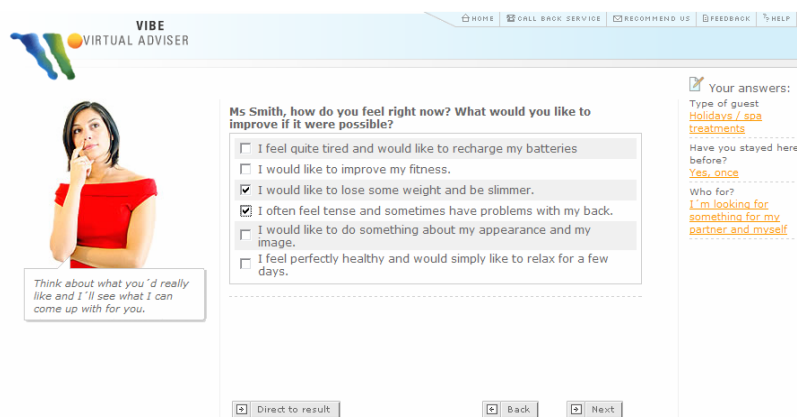 VIBE
VIRTUAL ADVISER
HOME
CALL BACK SERVICE
RECOMMEND US
FEEDBACK
HELP
Ms Smith, how do you feel right now? What would you like to
improve if it were possible?
I feel quite tired and would like to recharge my batteries
I would like to improve my fitness.
I would like to lose some weight and be slimmer.
I often feel tense and sometimes have problems with my back.
I would like to do something about my appearance and my
image.
I feel perfectly healthy and would simply like to relax for a few
days.
Think about what you´d really
like and I´ll see what I can
come up with for you.
Direct to result
Back
Next
Your answers:
Type of guest
Holidays / spa
treatments
Have you stayed here
before?
Yes, once
Who for?
I´m looking for
something for my
partner and myself